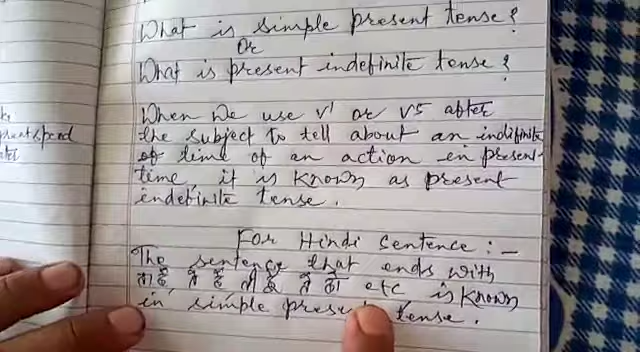 What is simple present tense?
Or
What is present indefinite tense?
When we use V1 or V5 after
the subject to tell about an indifinite
of time of an action in present
time, it is known as present
indefinite tense.
For Hindi Sentence :-
The sentence that ends with
ता है ते है ती है etc is known
in simple present tense.